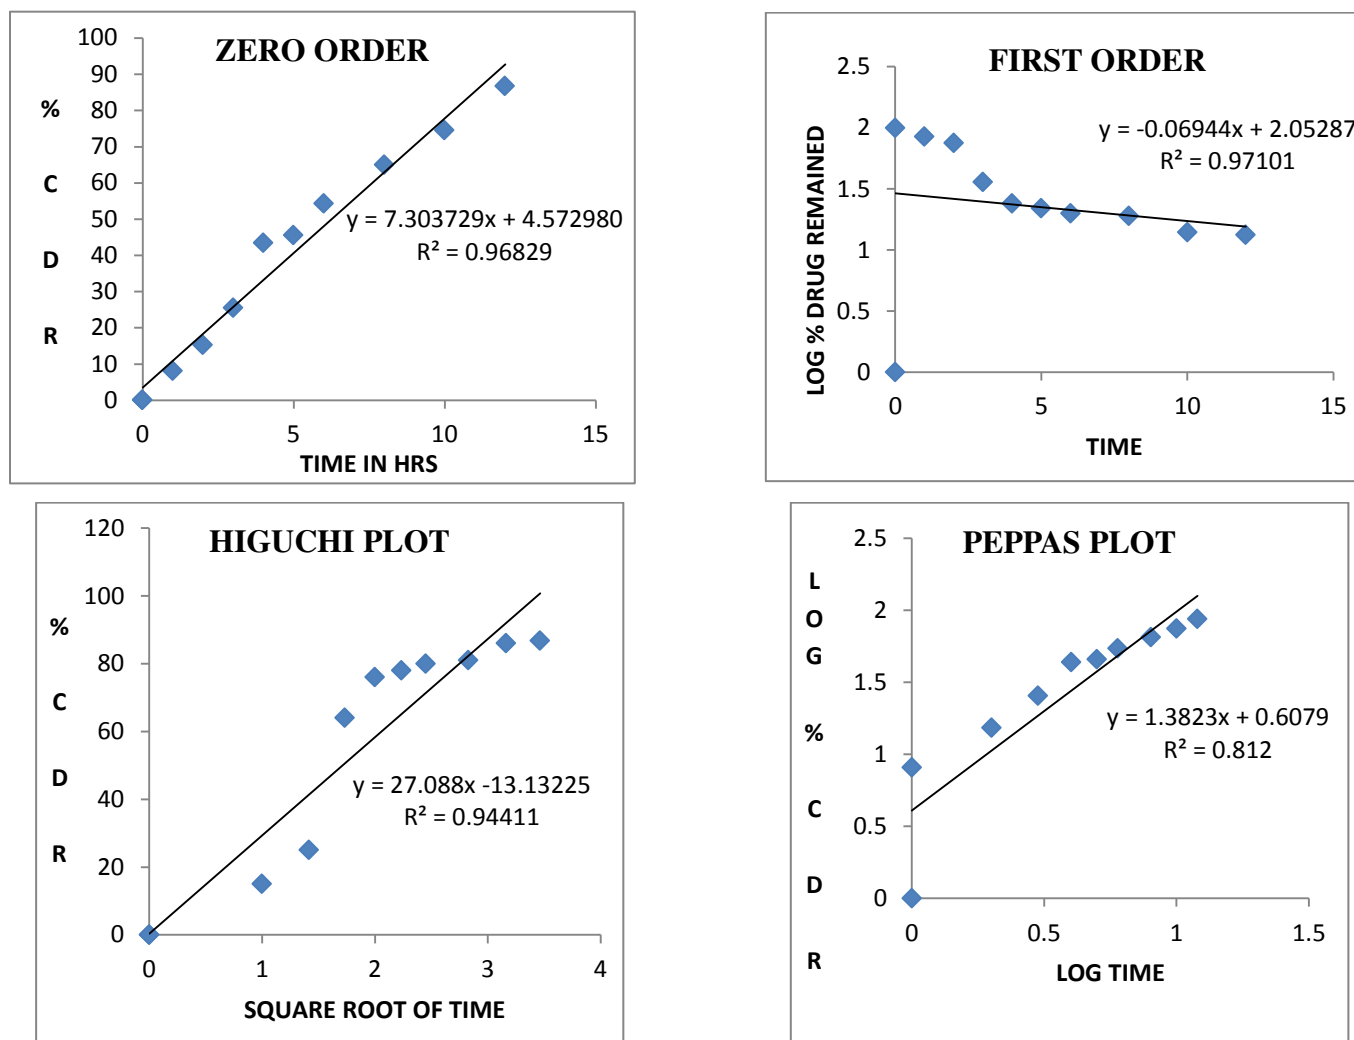 ZERO ORDER
100
90
80
70
60
50
40
30
20
10
0
%
C
D
R
y = 7.303729x + 4.572980
R² = 0.96829
0 5 10 15
TIME IN HRS
FIRST ORDER
2.5
2
1.5
1
0.5
0
LOG % DRUG REMAINED
y = -0.06944x + 2.05287
R² = 0.97101
0 5 10 15
TIME
HIGUCHI PLOT
120
100
80
60
40
20
0
%
C
D
R
y = 27.088x -13.13225
R² = 0.94411
0 1 2 3 4
SQUARE ROOT OF TIME
PEPPAS PLOT
2.5
2
1.5
1
0.5
0
L
O
G
%
C
D
R
y = 1.3823x + 0.6079
R² = 0.812
0 0.5 1 1.5
LOG TIME